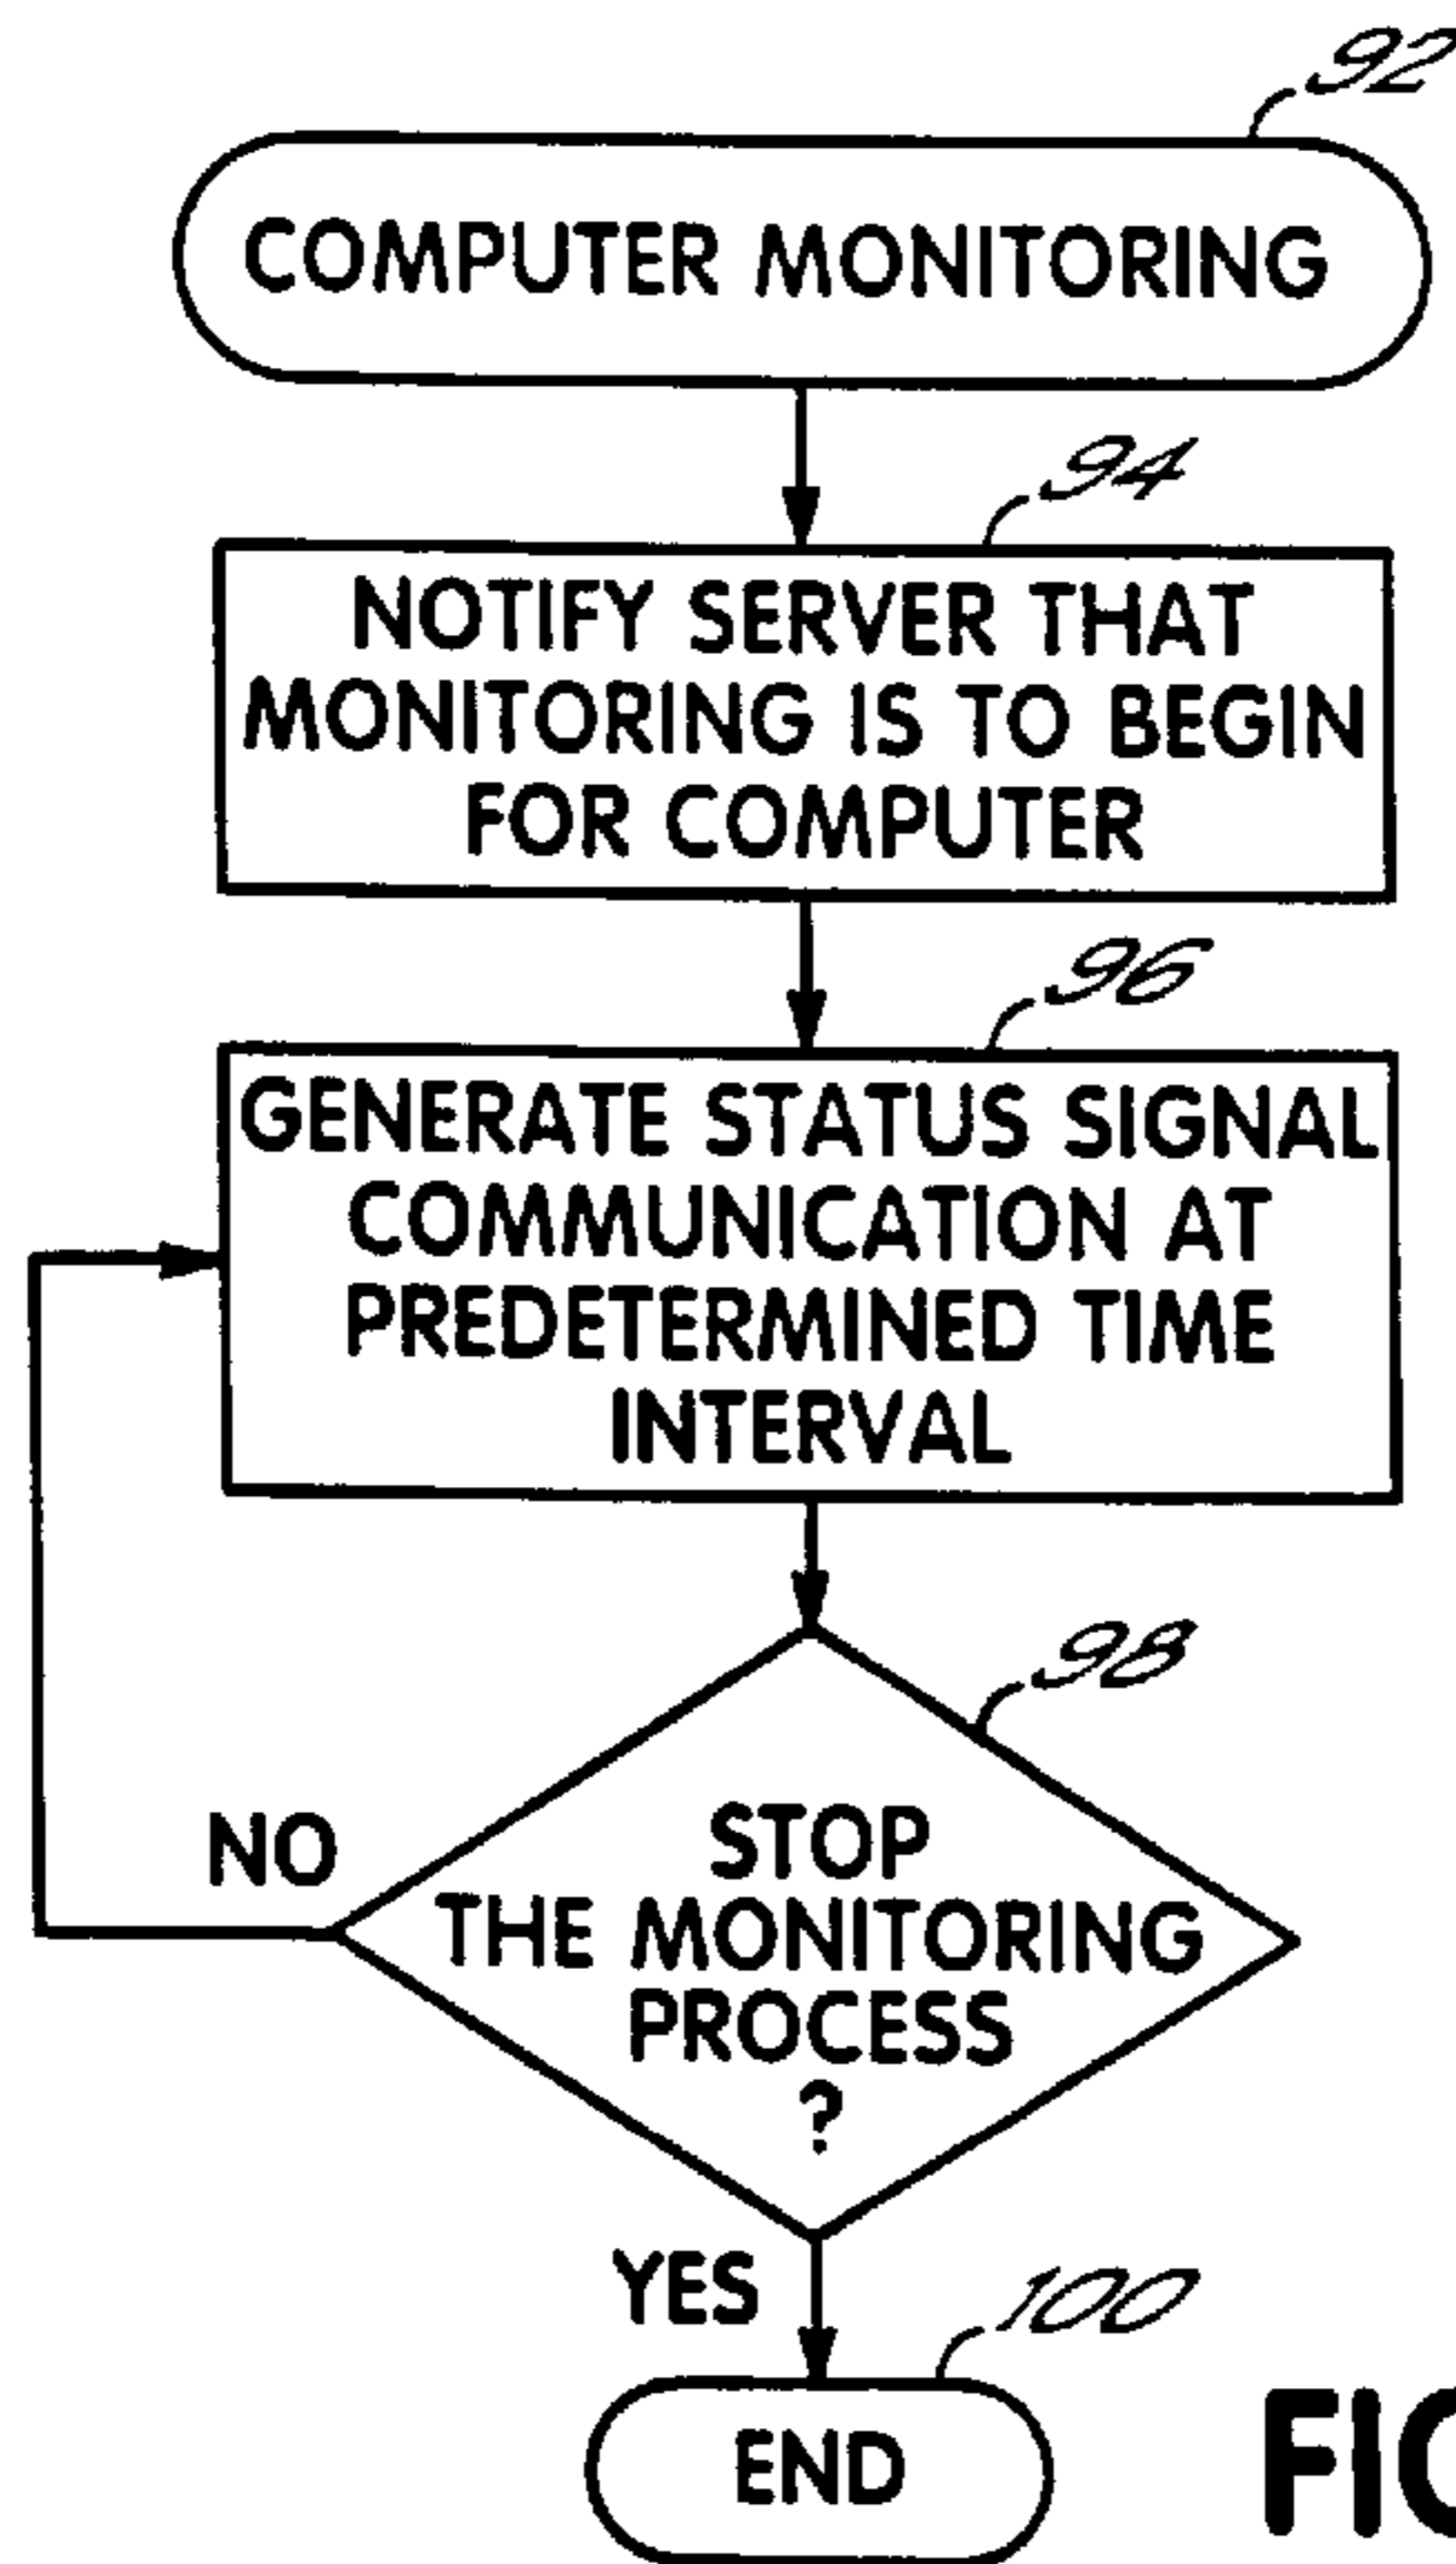 92
COMPUTER MONITORING
94
NOTIFY SERVER THAT
MONITORING IS TO BEGIN
FOR COMPUTER
96
GENERATE STATUS SIGNAL
COMMUNICATION AT
PREDETERMINED TIME
INTERVAL
98
STOP
THE MONITORING
PROCESS
?
NO
YES
100
END